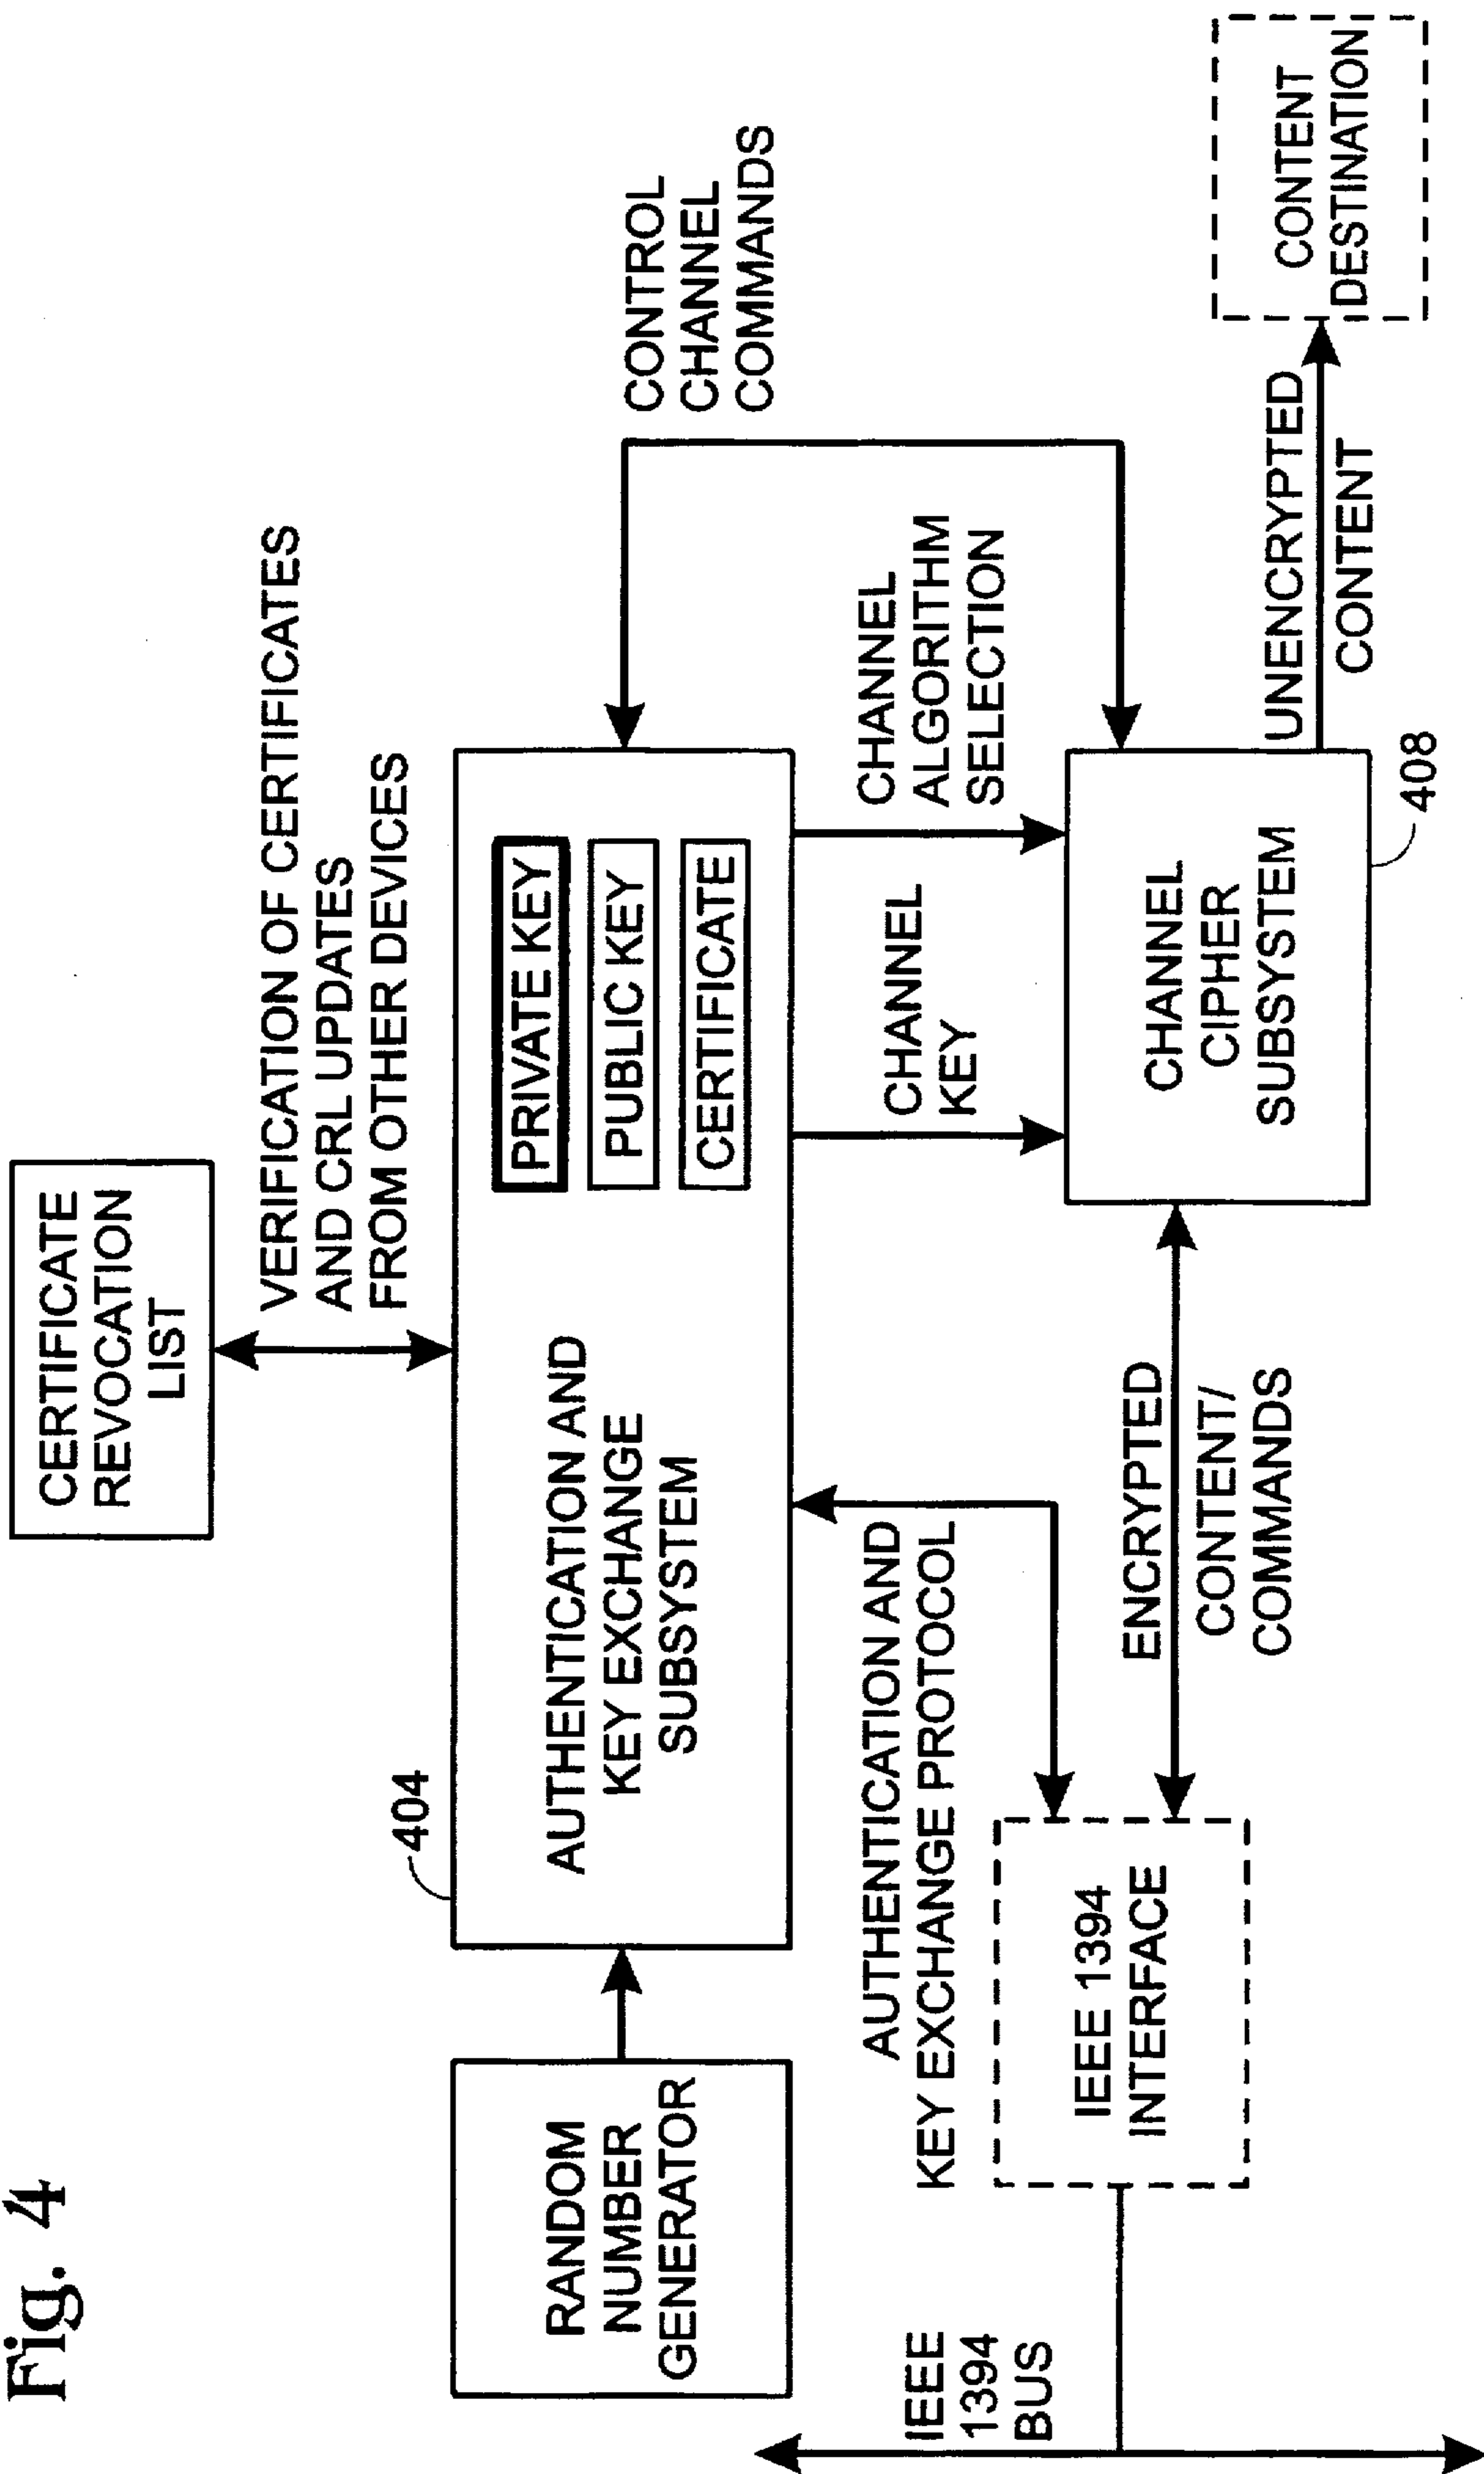 Fig. 4
CERTIFICATE
REVOCATION
LIST
VERIFICATION OF CERTIFICATES
AND CRL UPDATES
FROM OTHER DEVICES
404
RANDOM
NUMBER
GENERATOR
AUTHENTICATION AND
KEY EXCHANGE
SUBSYSTEM
PRIVATE KEY
PUBLIC KEY
CERTIFICATE
CONTROL
CHANNEL
COMMANDS
AUTHENTICATION AND
KEY EXCHANGE PROTOCOL
CHANNEL
KEY
CHANNEL
ALGORITHM
SELECTION
IEEE
1394
BUS
IEEE 1394
INTERFACE
ENCRYPTED
CONTENT/
COMMANDS
CHANNEL
CIPHER
SUBSYSTEM
408
UNENCRYPTED
CONTENT
CONTENT
DESTINATION